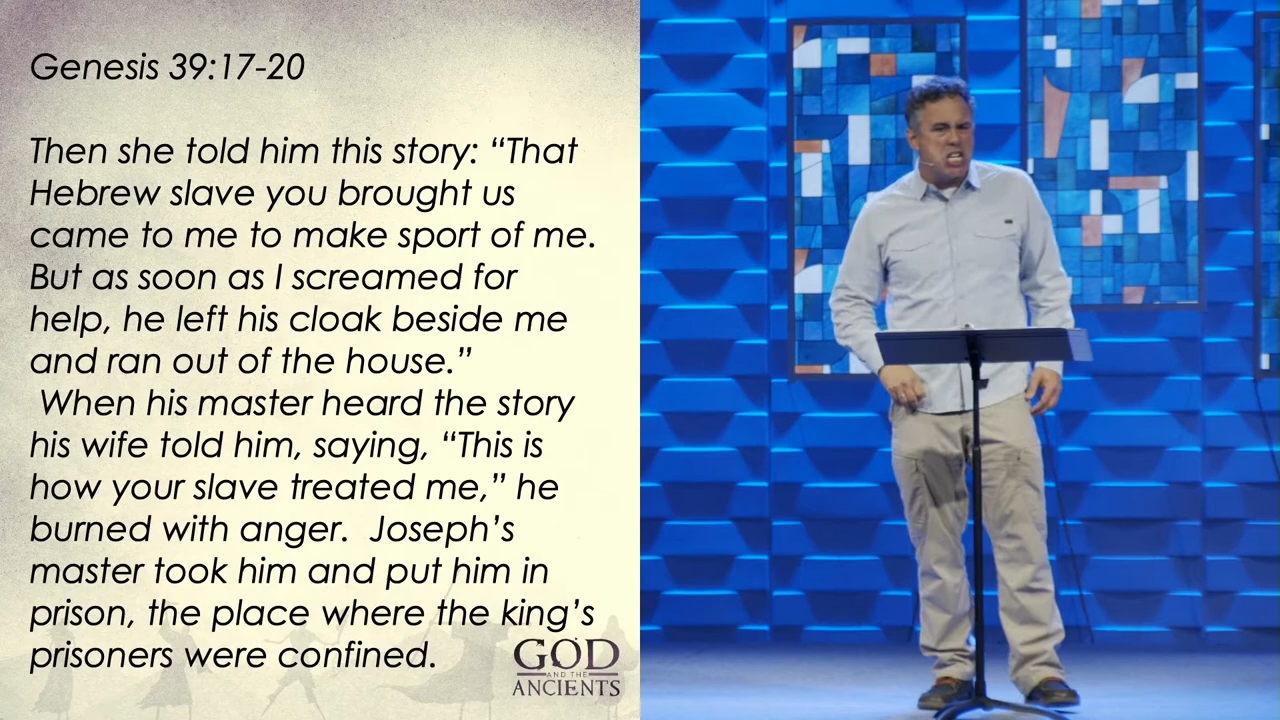 Genesis 39:17-20
Then she told him this story: “That
Hebrew slave you brought us
came to me to make sport of me.
But as soon as I screamed for
help, he left his cloak beside me
and ran out of the house.”
When his master heard the story
his wife told him, saying, “This is
how your slave treated me,” he
burned with anger.  Joseph’s
master took him and put him in
prison, the place where the king’s
prisoners were confined.
GOD
AND THE
ANCIENTS